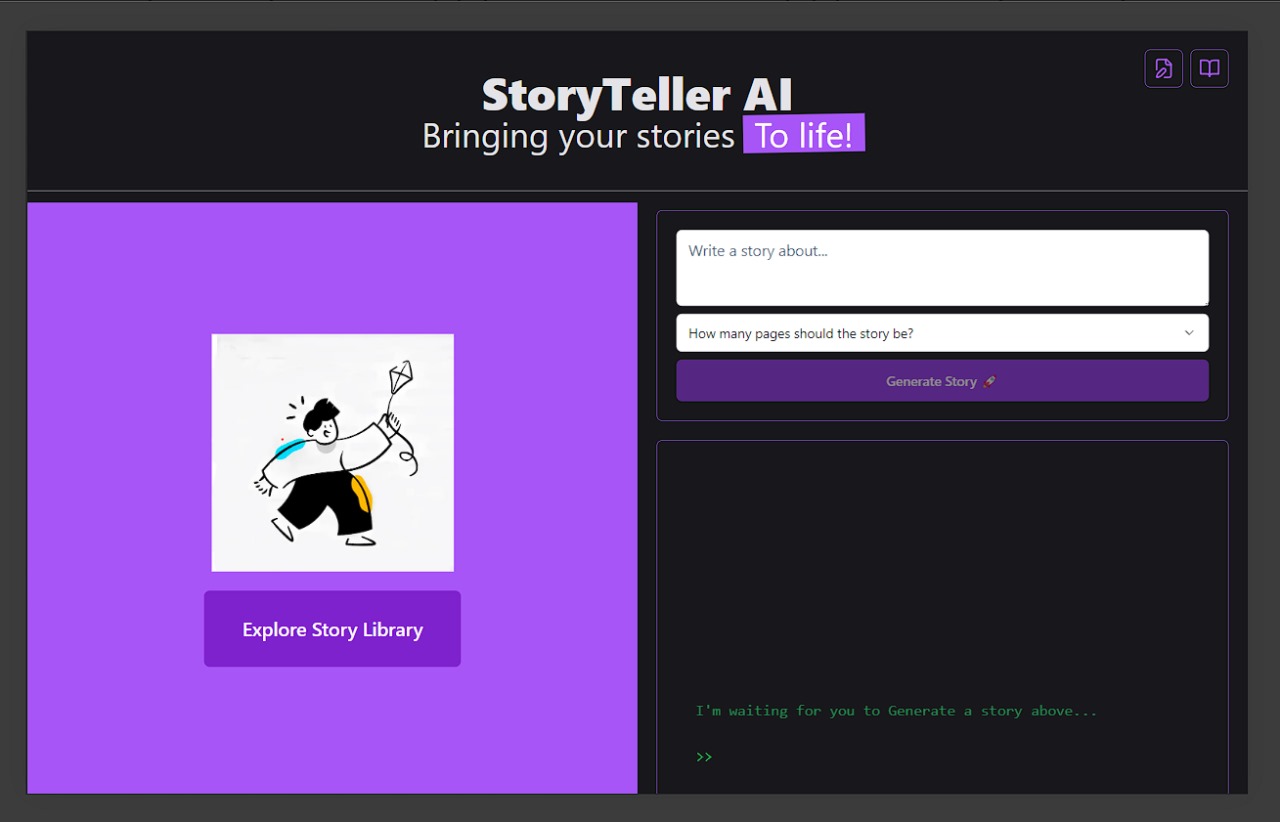 StoryTeller AI
Bringing your stories To life!
Write a story about...
How many pages should the story be?
Generate Story 🚀
Explore Story Library
I'm waiting for you to Generate a story above...
>>